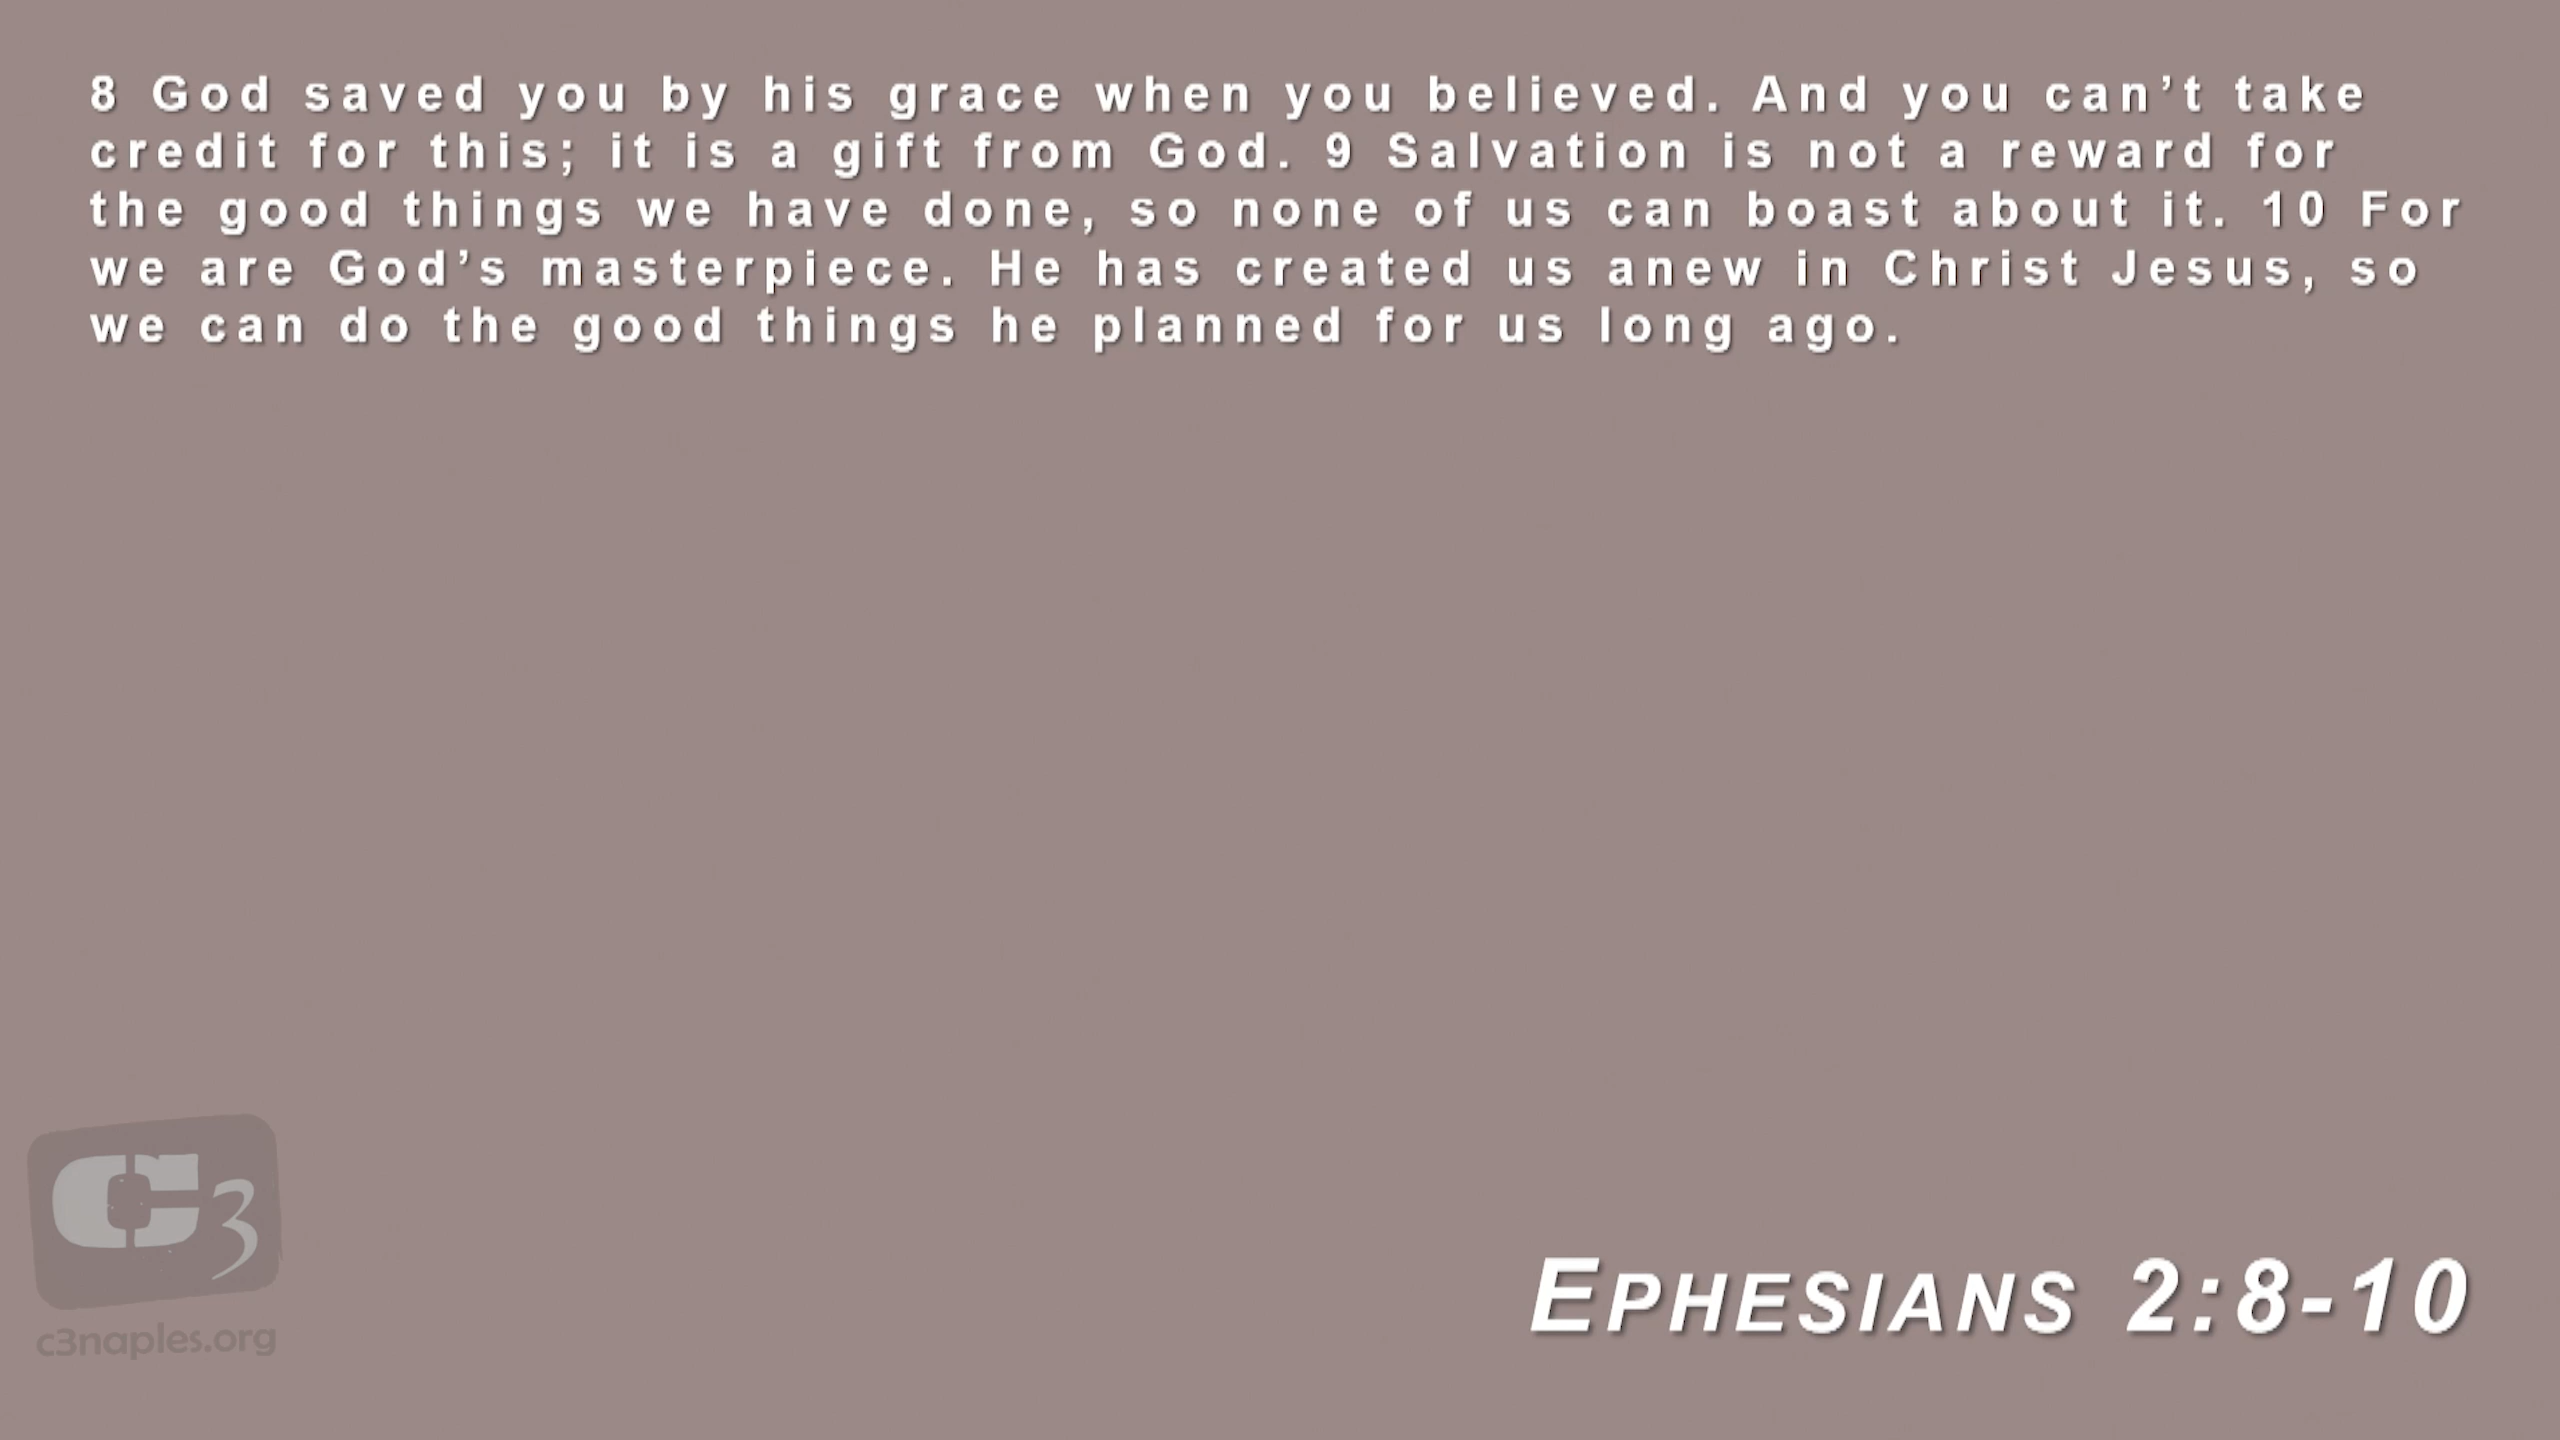 8 God saved you by his grace when you believed. And you can’t take
credit for this; it is a gift from God. 9 Salvation is not a reward for
the good things we have done, so none of us can boast about it. 10 For
we are God’s masterpiece. He has created us anew in Christ Jesus, so
we can do the good things he planned for us long ago.
C3
c3naples.org
EPHESIANS 2:8-10